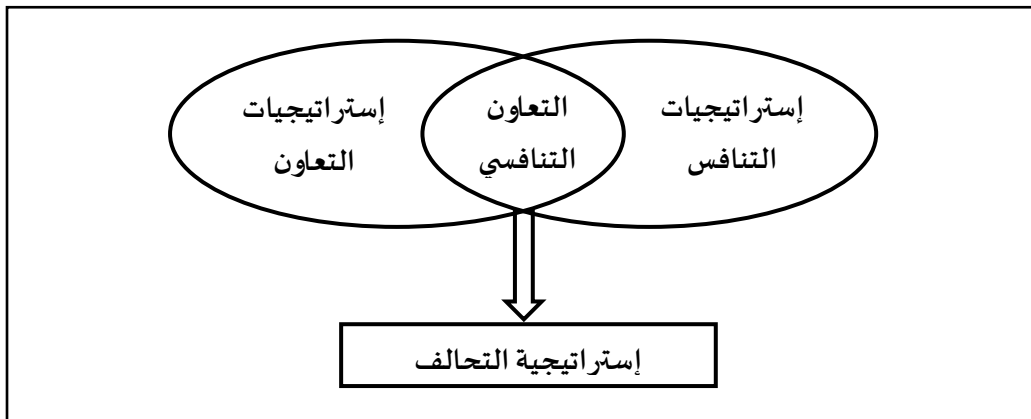 إستراتيجيات
التنافس
التعاون
التنافسي
إستراتيجيات
التعاون
إستراتيجية التحالف